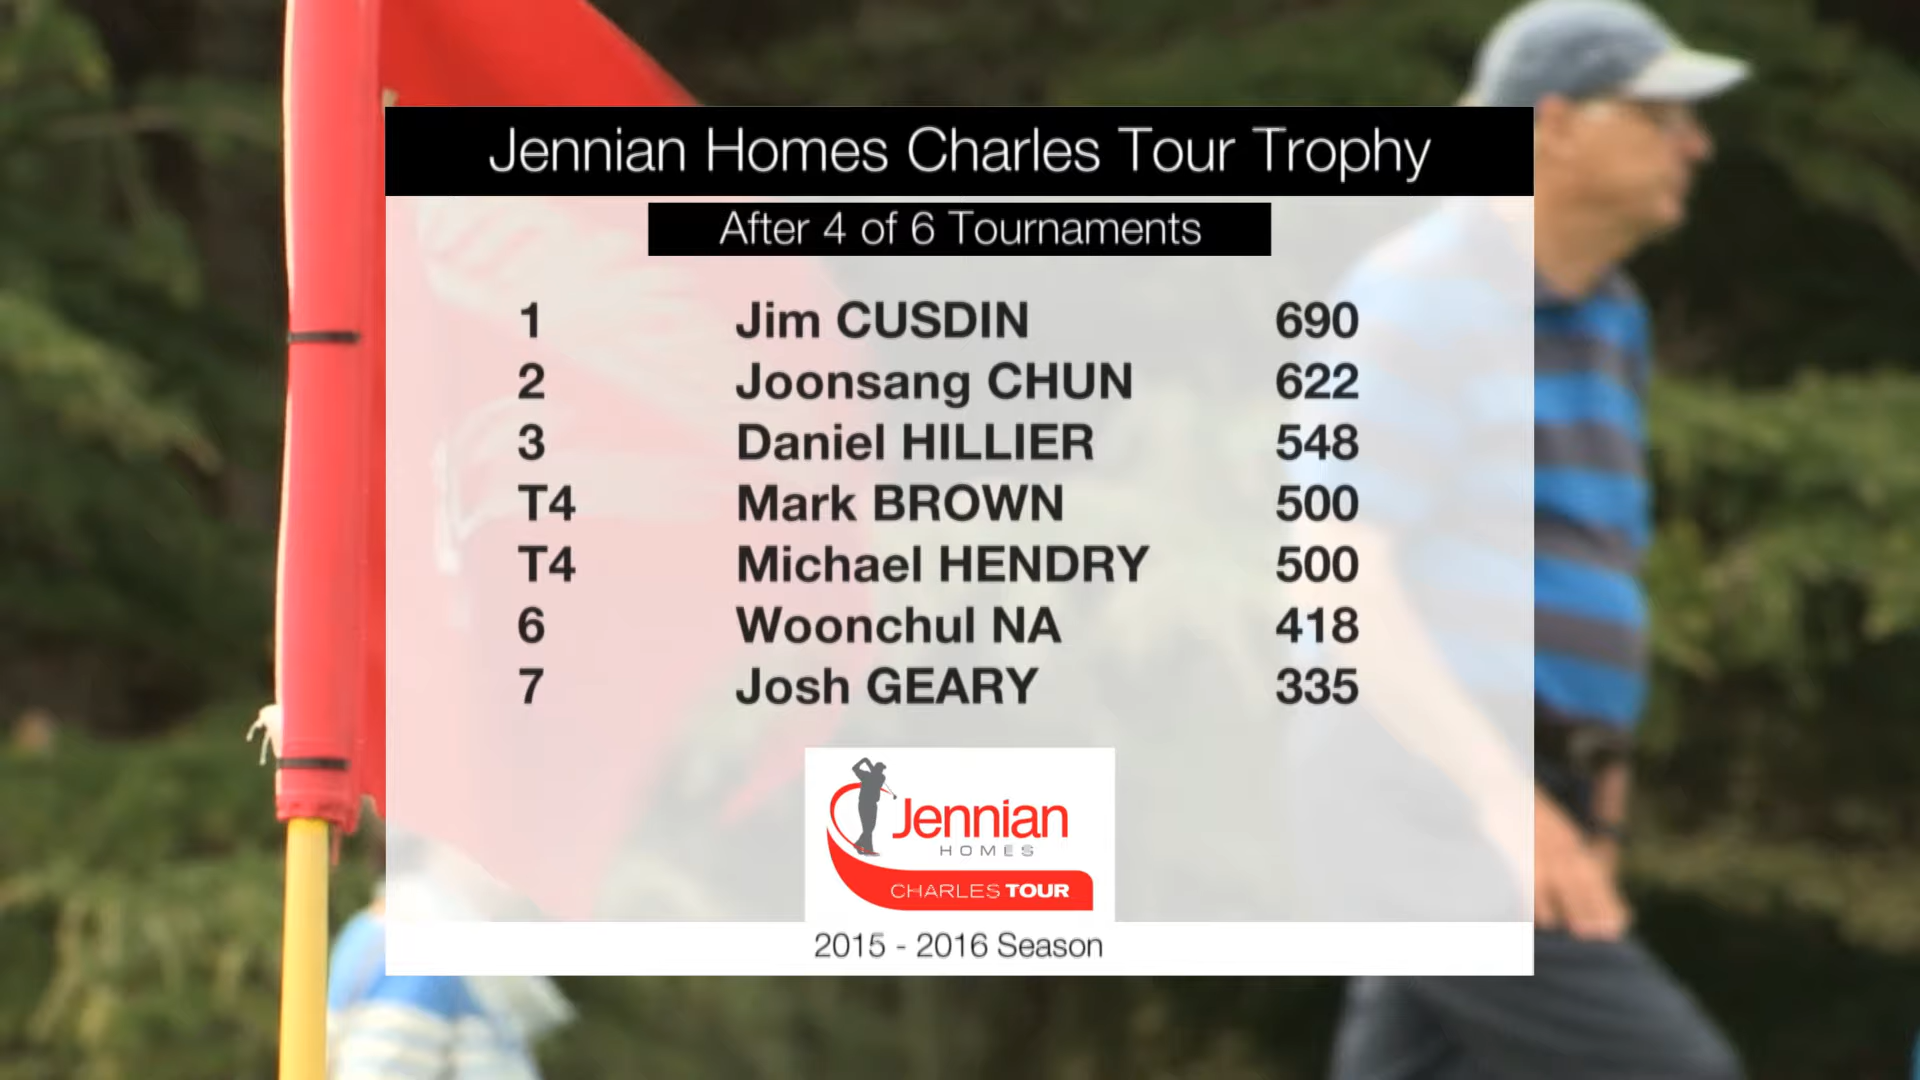 Jennian Homes Charles Tour Trophy
After 4 of 6 Tournaments
1 Jim CUSDIN 690
2 Joonsang CHUN 622
3 Daniel HILLIER 548
T4 Mark BROWN 500
T4 Michael HENDRY 500
6 Woonchul NA 418
7 Josh GEARY 335
Jennian
HOMES
CHARLES TOUR
2015 - 2016 Season